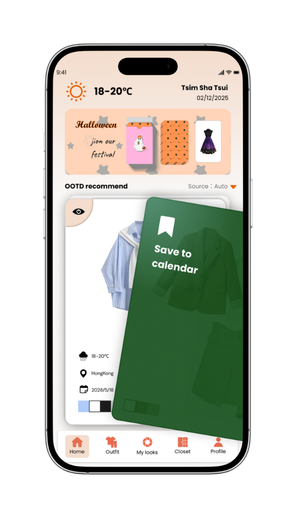 9:41
18-20°C
Tsim Sha Tsui
02/12/2025
Halloween
jion our
festival
OOTD recommend
Source : Auto
Save to
calendar
18-20°C
HongKong
2026/5/18
Home
Outfit
My looks
Closet
Profile